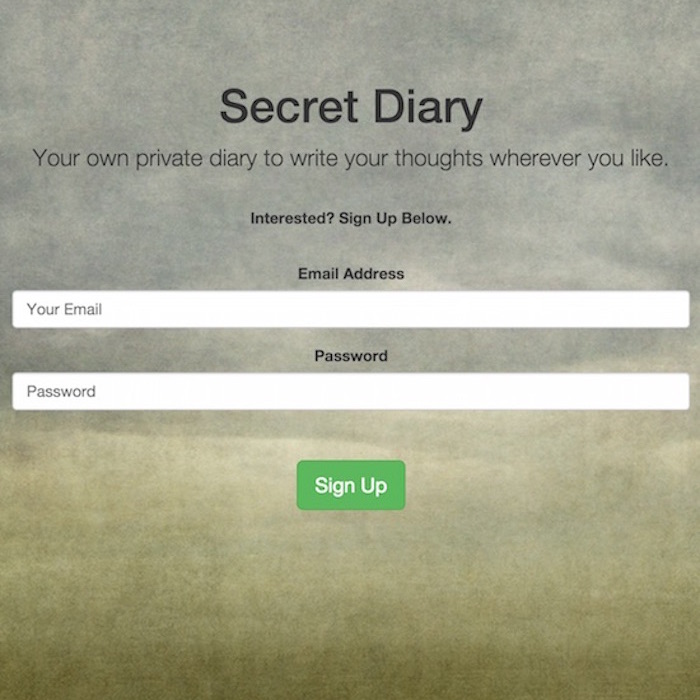 Secret Diary
Your own private diary to write your thoughts wherever you like.
Interested? Sign Up Below.
Email Address
Your Email
Password
Password
Sign Up